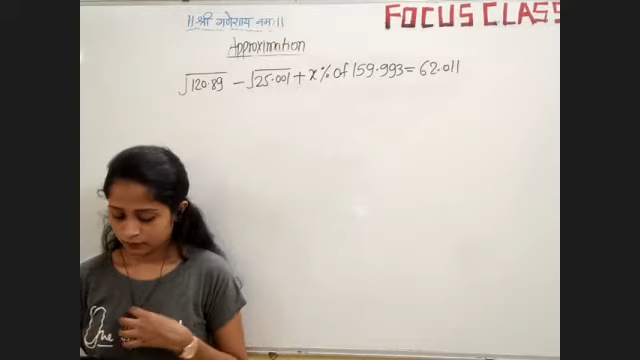 ॥ श्री गणेशाय नमः ॥
FOCUS CLASS
Approximation
√120.89 - √25.001 + x% of 159.993 = 62.011